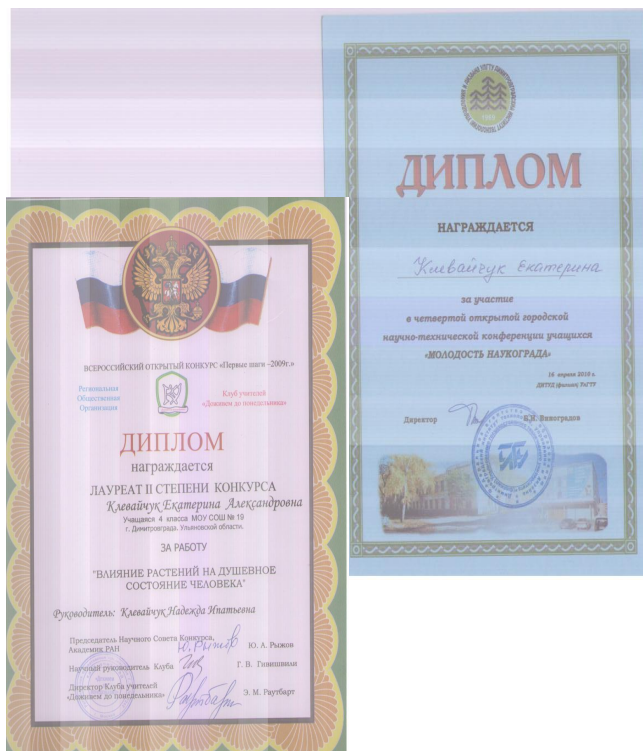 ДИПЛОМ
НАГРАЖДАЕТСЯ
Клевайчук Екатерина
за участие
в четвертой открытой городской
научно-технической конференции учащихся
«МОЛОДОСТЬ НАУКОГРАДА»
Директор
Виноградов
ВСЕРОССИЙСКИЙ ОТКРЫТЫЙ КОНКУРС «Первые шаги -2009г.»
Региональная
Общественная
Организация
Клуб учителей
«Доживем до понедельника»
ДИПЛОМ
награждается
ЛАУРЕАТ II СТЕПЕНИ КОНКУРСА
Клевайчук Екатерина Александровна
Учащаяся 4 класса МОУ СОШ № 19
г. Димитровграда. Ульяновской области.
ЗА РАБОТУ
"ВЛИЯНИЕ РАСТЕНИЙ НА ДУШЕВНОЕ
СОСТОЯНИЕ ЧЕЛОВЕКА"
Руководитель: Клевайчук Надежда Ипатьевна
Председатель Научного Совета Конкурса,
Академик РАН Ю. А. Рыжов
Научный руководитель Клуба Г. В. Гивишвили
Директор Клуба учителей
«Доживем до понедельника» Э. М. Раутбарт